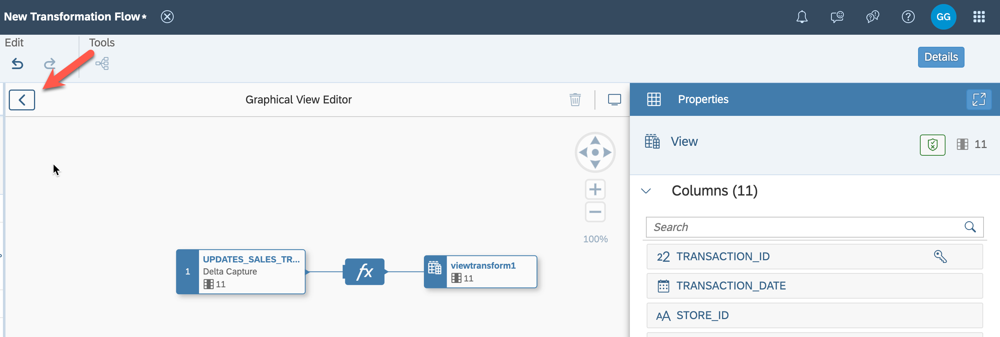 New Transformation Flow*
GG
Edit
Tools
Details
Graphical View Editor
Properties
View
11
Columns (11)
Search
100%
1
UPDATES_SALES_TR...
Delta Capture
11
fx
viewtransform1
11
22 TRANSACTION_ID
TRANSACTION_DATE
AA STORE_ID